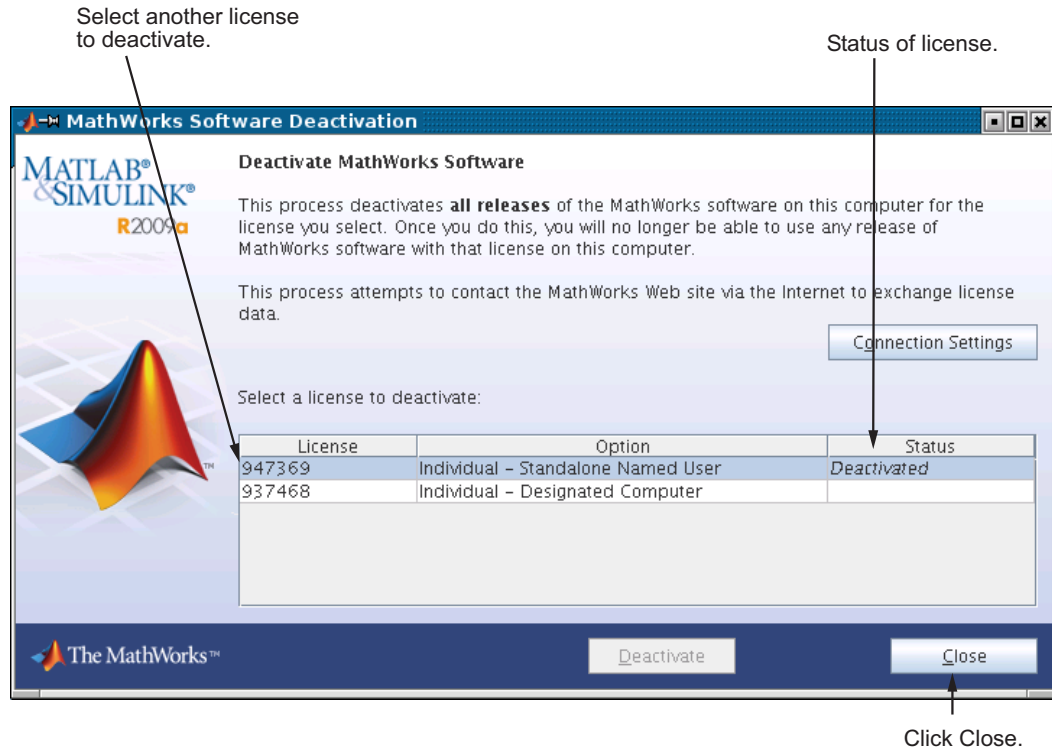 Select another license
to deactivate.
Status of license.
MathWorks Software Deactivation
MATLAB®
&SIMULINK®
R2009a
Deactivate MathWorks Software
This process deactivates all releases of the MathWorks software on this computer for the
license you select. Once you do this, you will no longer be able to use any release of
MathWorks software with that license on this computer.
This process attempts to contact the MathWorks Web site via the Internet to exchange license
data.
Connection Settings
Select a license to deactivate:
License Option Status
947369 Individual – Standalone Named User Deactivated
937468 Individual – Designated Computer
TM
The MathWorks™
Deactivate
Close
Click Close.